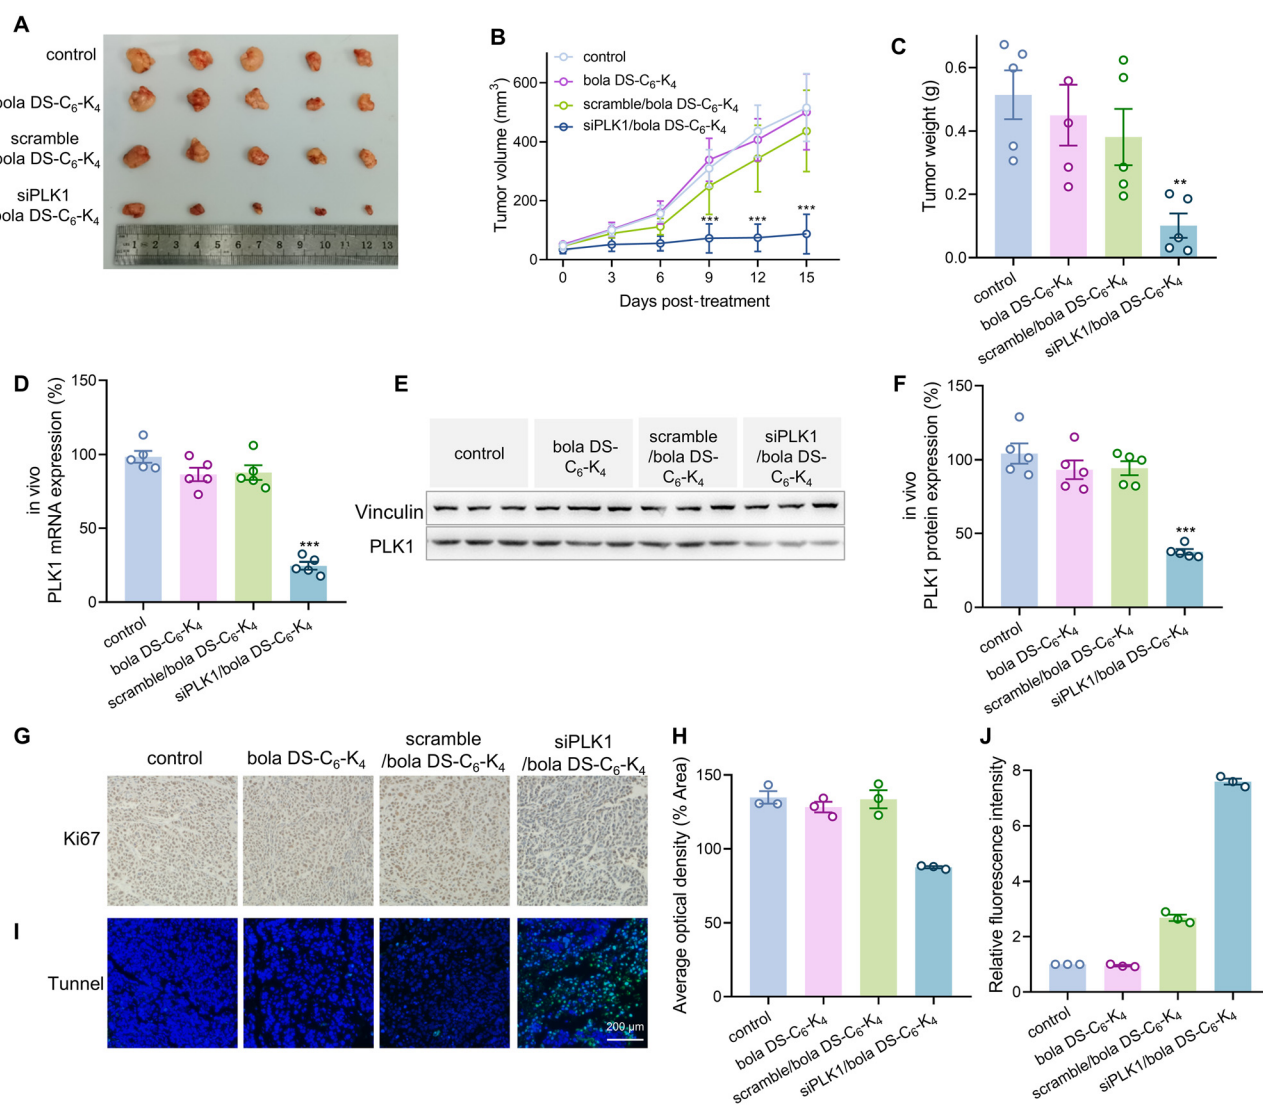 A
control
bola DS-C₆-K₄
scramble
bola DS-C₆-K₄
siPLK1
bola DS-C₆-K₄
1 2 3 4 5 6 7 8 9 10 11 12 13
B
Tumor volume (mm³)
600
400
200
0
control
bola DS-C₆-K₄
scramble/bola DS-C₆-K₄
siPLK1/bola DS-C₆-K₄
*** *** ***
0 3 6 9 12 15
Days post-treatment
C
Tumor weight (g)
0.6
0.4
0.2
0.0
**
control
bola DS-C₆-K₄
scramble/bola DS-C₆-K₄
siPLK1/bola DS-C₆-K₄
D
in vivo
PLK1 mRNA expression (%)
150
100
50
0
***
control
bola DS-C₆-K₄
scramble/bola DS-C₆-K₄
siPLK1/bola DS-C₆-K₄
E
control
bola DS-
C₆-K₄
scramble
/bola DS-
C₆-K₄
siPLK1
/bola DS-
C₆-K₄
Vinculin
PLK1
F
in vivo
PLK1 protein expression (%)
150
100
50
0
***
control
bola DS-C₆-K₄
scramble/bola DS-C₆-K₄
siPLK1/bola DS-C₆-K₄
G
control
bola DS-C₆-K₄
scramble
/bola DS-C₆-K₄
siPLK1
/bola DS-C₆-K₄
Ki67
I
Tunnel
200 µm
H
Average optical density (% Area)
150
100
50
0
control
bola DS-C₆-K₄
scramble/bola DS-C₆-K₄
siPLK1/bola DS-C₆-K₄
J
Relative fluorescence intensity
8
6
4
2
0
control
bola DS-C₆-K₄
scramble/bola DS-C₆-K₄
siPLK1/bola DS-C₆-K₄